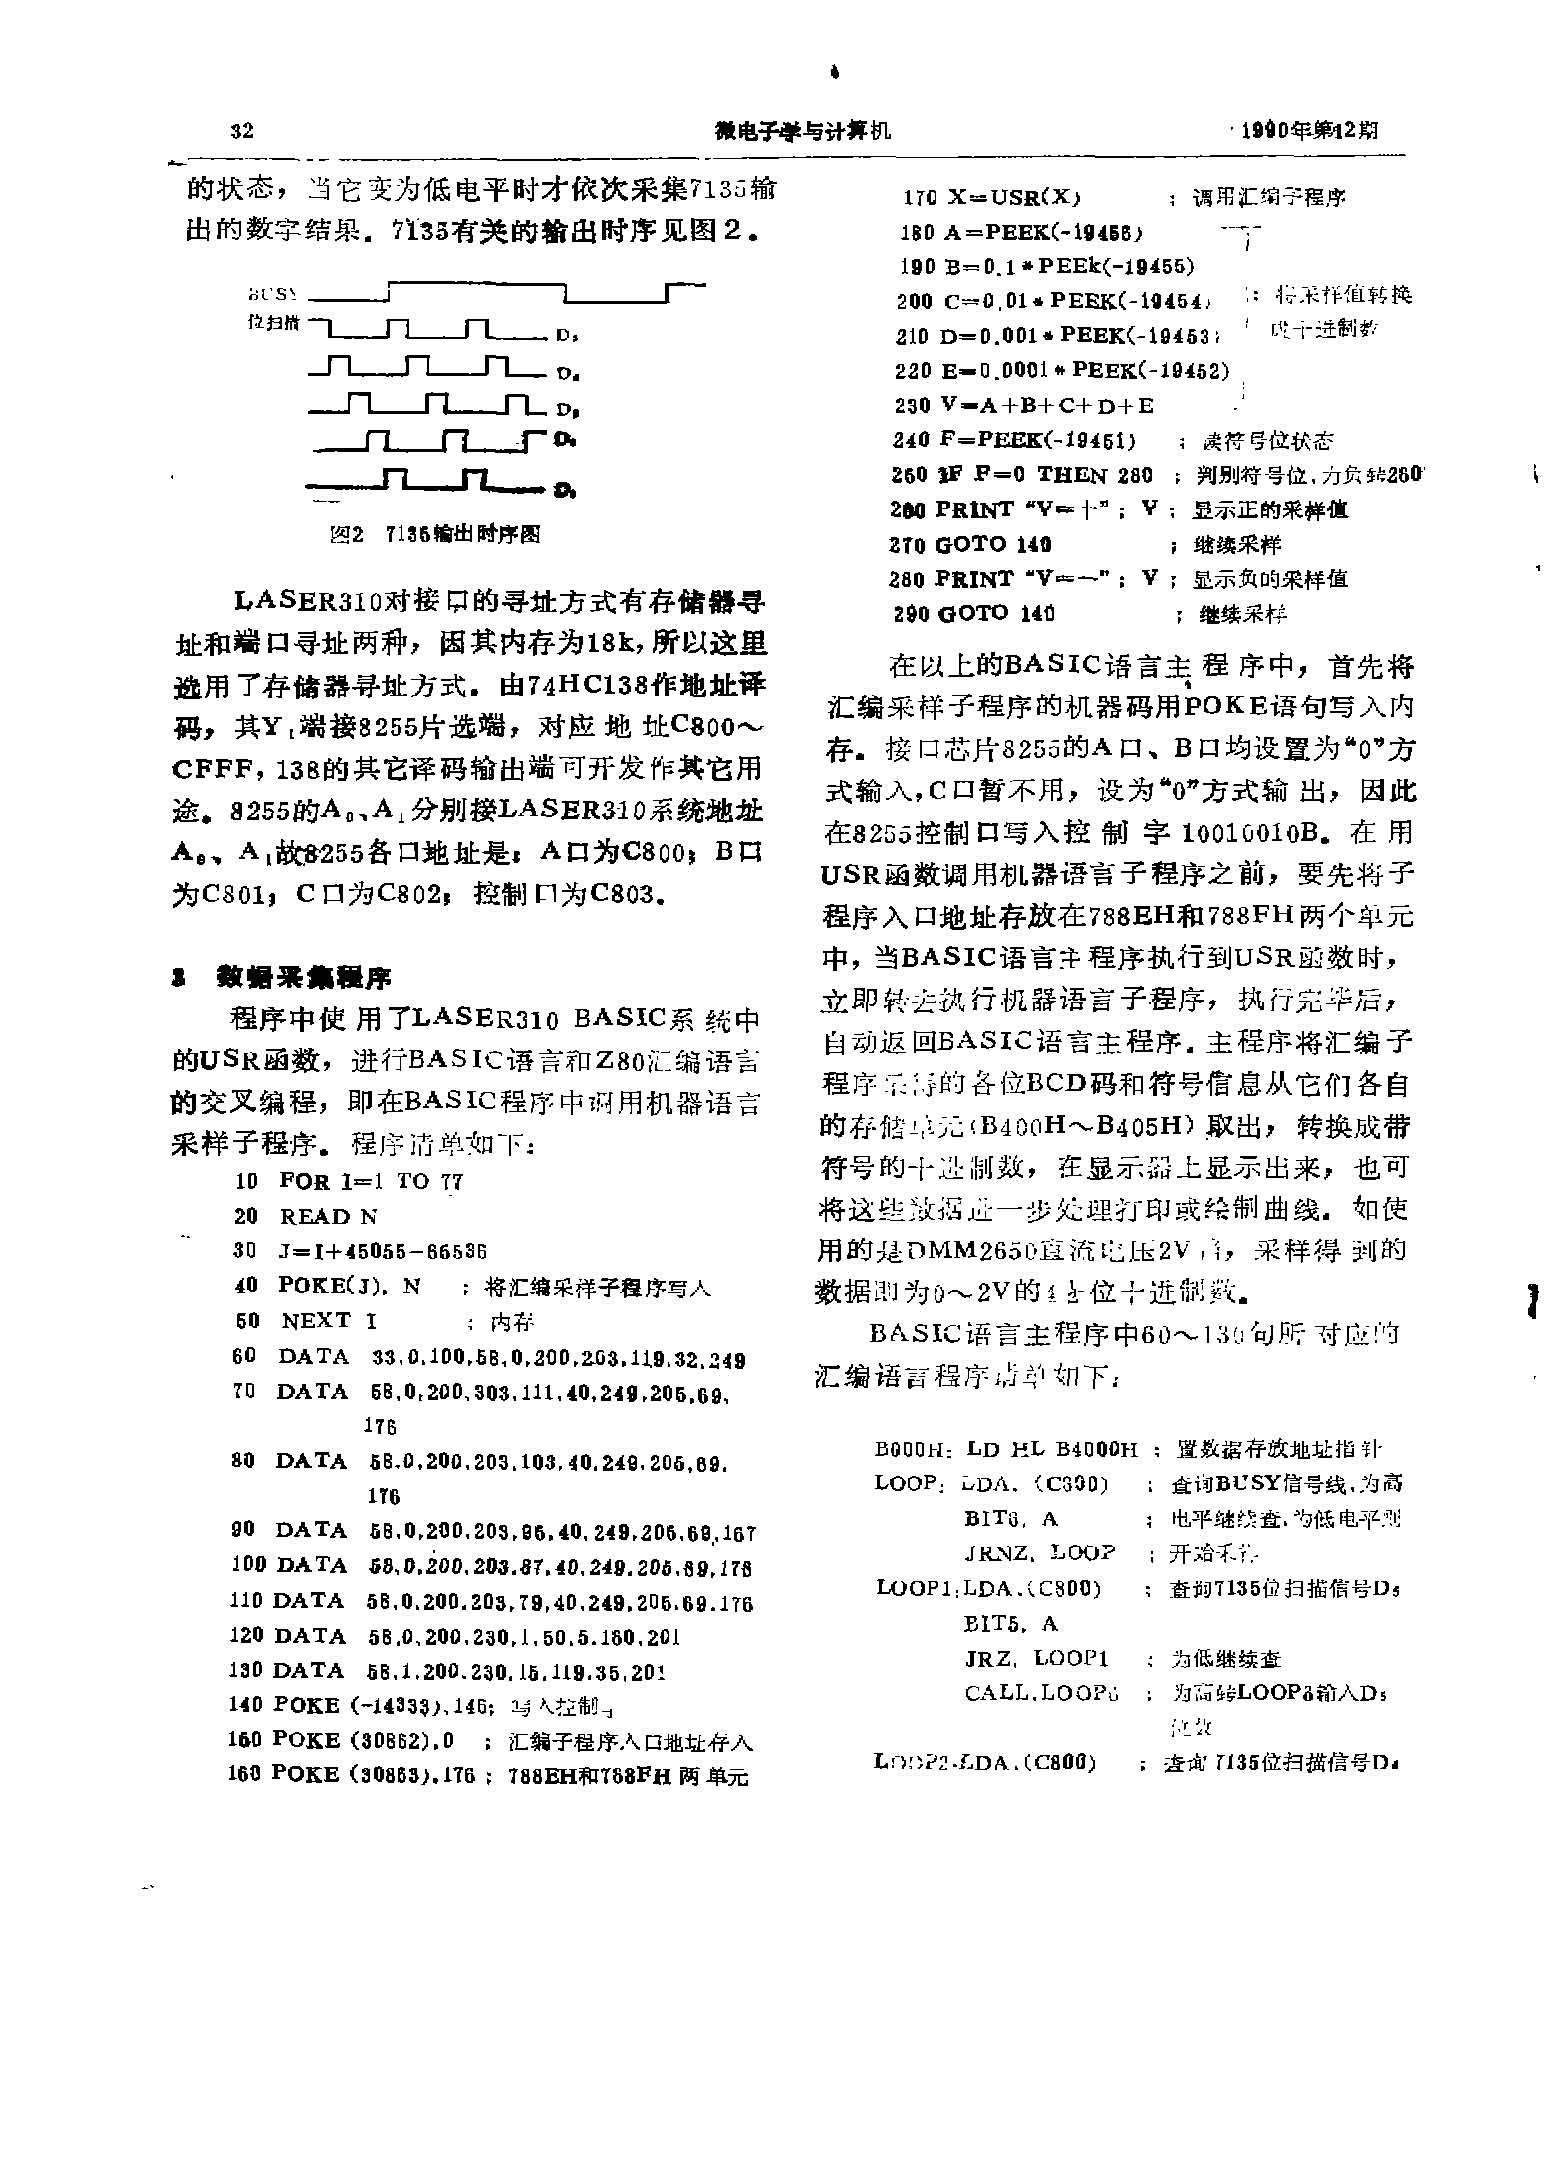 32
微电子学与计算机
1990年第12期
的状态，当它变为低电平时才依次采集7135输
出的数字结果。7135有关的输出时序见图2。
BUSY
位扫描
D₅
D₄
D₃
D₂
D₁
图2 7135输出时序图
LASER310对接口的寻址方式有存储器寻
址和端口寻址两种，因其内存为18k，所以这里
选用了存储器寻址方式。由74HC138作地址译
码，其Y₁端接8255片选端，对应地址C800～
CFFF，138的其它译码输出端可开发作其它用
途。8255的A₀、A₁分别接LASER310系统地址
A₀、A₁故8255各口地址是：A口为C800；B口
为C801；C口为C802；控制口为C803。
3 数据采集程序
程序中使用了LASER310 BASIC系统中
的USR函数，进行BASIC语言和Z80汇编语言
的交叉编程，即在BASIC程序中调用机器语言
采样子程序。程序清单如下：
10 FOR I=1 TO 77
20 READ N
30 J=I+45055-65536
40 POKE(J)，N ；将汇编采样子程序写入
50 NEXT I ；内存
60 DATA 33,0,100,58,0,200,203,119,32,249
70 DATA 58,0,200,303,111,40,249,205,69,
176
80 DATA 58,0,200,203,103,40,249,205,69,
176
90 DATA 58,0,200,203,95,40,249,205,69,167
100 DATA 58,0,200,203,87,40,249,205,69,176
110 DATA 58,0,200,203,79,40,249,205,69,176
120 DATA 58,0,200,230,1,50,5,180,201
130 DATA 58,1,200,230,15,119,35,201
140 POKE (-14333),146；写入控制
150 POKE (30862),0 ；汇编子程序入口地址存入
160 POKE (30863),176；788EH和788FH两单元
170 X=USR(X) ；调用汇编子程序
180 A=PEEK(-19456)
190 B=0.1*PEEk(-19455)
200 C=0.01*PEEK(-19454) ；将采样值转换
210 D=0.001*PEEK(-19453) 成十进制数
220 E=0.0001*PEEK(-19452)
230 V=A+B+C+D+E
240 F=PEEK(-19451) ；读符号位状态
250 IF F=0 THEN 280 ；判别符号位，为负转280
260 PRINT “V=十”；V；显示正的采样值
270 GOTO 140 ；继续采样
280 PRINT “V=一”；V；显示负的采样值
290 GOTO 140 ；继续采样
在以上的BASIC语言主程序中，首先将
汇编采样子程序的机器码用POKE语句写入内
存。接口芯片8255的A口、B口均设置为“0”方
式输入，C口暂不用，设为“0”方式输出，因此
在8255控制口写入控制字10010010B。在用
USR函数调用机器语言子程序之前，要先将子
程序入口地址存放在788EH和788FH两个单元
中，当BASIC语言主程序执行到USR函数时，
立即转去执行机器语言子程序，执行完毕后，
自动返回BASIC语言主程序。主程序将汇编子
程序采得的各位BCD码和符号信息从它们各自
的存储单元（B400H～B405H）取出，转换成带
符号的十进制数，在显示器上显示出来，也可
将这些数据进一步处理打印或绘制曲线。如使
用的是DMM2650直流电压2V档，采样得到的
数据即为0～2V的4½位十进制数。
BASIC语言主程序中60～130句所对应的
汇编语言程序清单如下：
B000H：LD HL B4000H；置数据存放地址指针
LOOP：LDA，(C800) ；查询BUSY信号线，为高
BIT6，A ；电平继续查，为低电平则
JRNZ，LOOP ；开始采样
LOOP1：LDA，(C800) ；查询7135位扫描信号D₅
BIT5，A
JRZ，LOOP1 ；为低继续查
CALL，LOOP6 ；为高转LOOP6输入D₅
位数
LOOP2：LDA，(C800) ；查询7135位扫描信号D₄